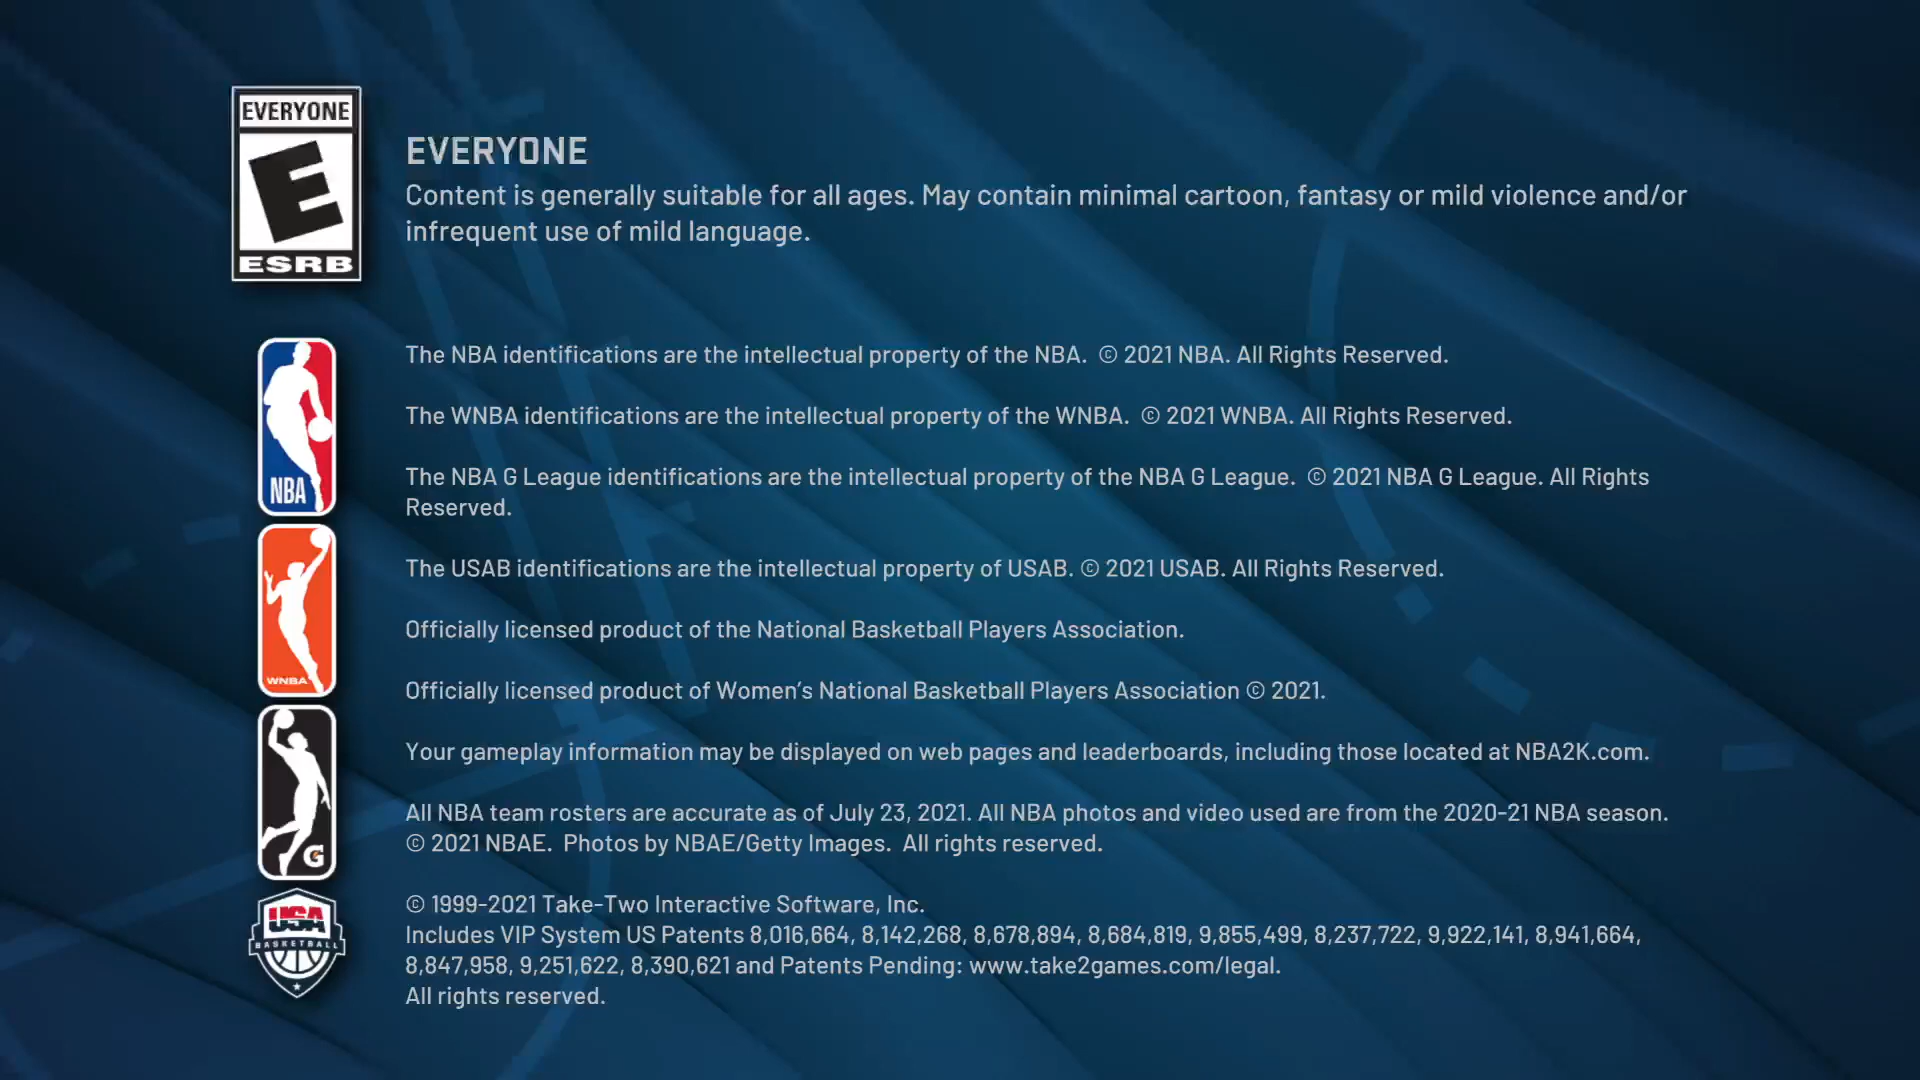 EVERYONE
E
ESRB
EVERYONE
Content is generally suitable for all ages. May contain minimal cartoon, fantasy or mild violence and/or
infrequent use of mild language.
NBA
The NBA identifications are the intellectual property of the NBA.  © 2021 NBA. All Rights Reserved.
The WNBA identifications are the intellectual property of the WNBA.  © 2021 WNBA. All Rights Reserved.
The NBA G League identifications are the intellectual property of the NBA G League.  © 2021 NBA G League. All Rights
Reserved.
WNBA
The USAB identifications are the intellectual property of USAB. © 2021 USAB. All Rights Reserved.
Officially licensed product of the National Basketball Players Association.
Officially licensed product of Women's National Basketball Players Association © 2021.
G
Your gameplay information may be displayed on web pages and leaderboards, including those located at NBA2K.com.
All NBA team rosters are accurate as of July 23, 2021. All NBA photos and video used are from the 2020-21 NBA season.
© 2021 NBAE.  Photos by NBAE/Getty Images.  All rights reserved.
USA
BASKETBALL
© 1999-2021 Take-Two Interactive Software, Inc.
Includes VIP System US Patents 8,016,664, 8,142,268, 8,678,894, 8,684,819, 9,855,499, 8,237,722, 9,922,141, 8,941,664,
8,847,958, 9,251,622, 8,390,621 and Patents Pending: www.take2games.com/legal.
All rights reserved.